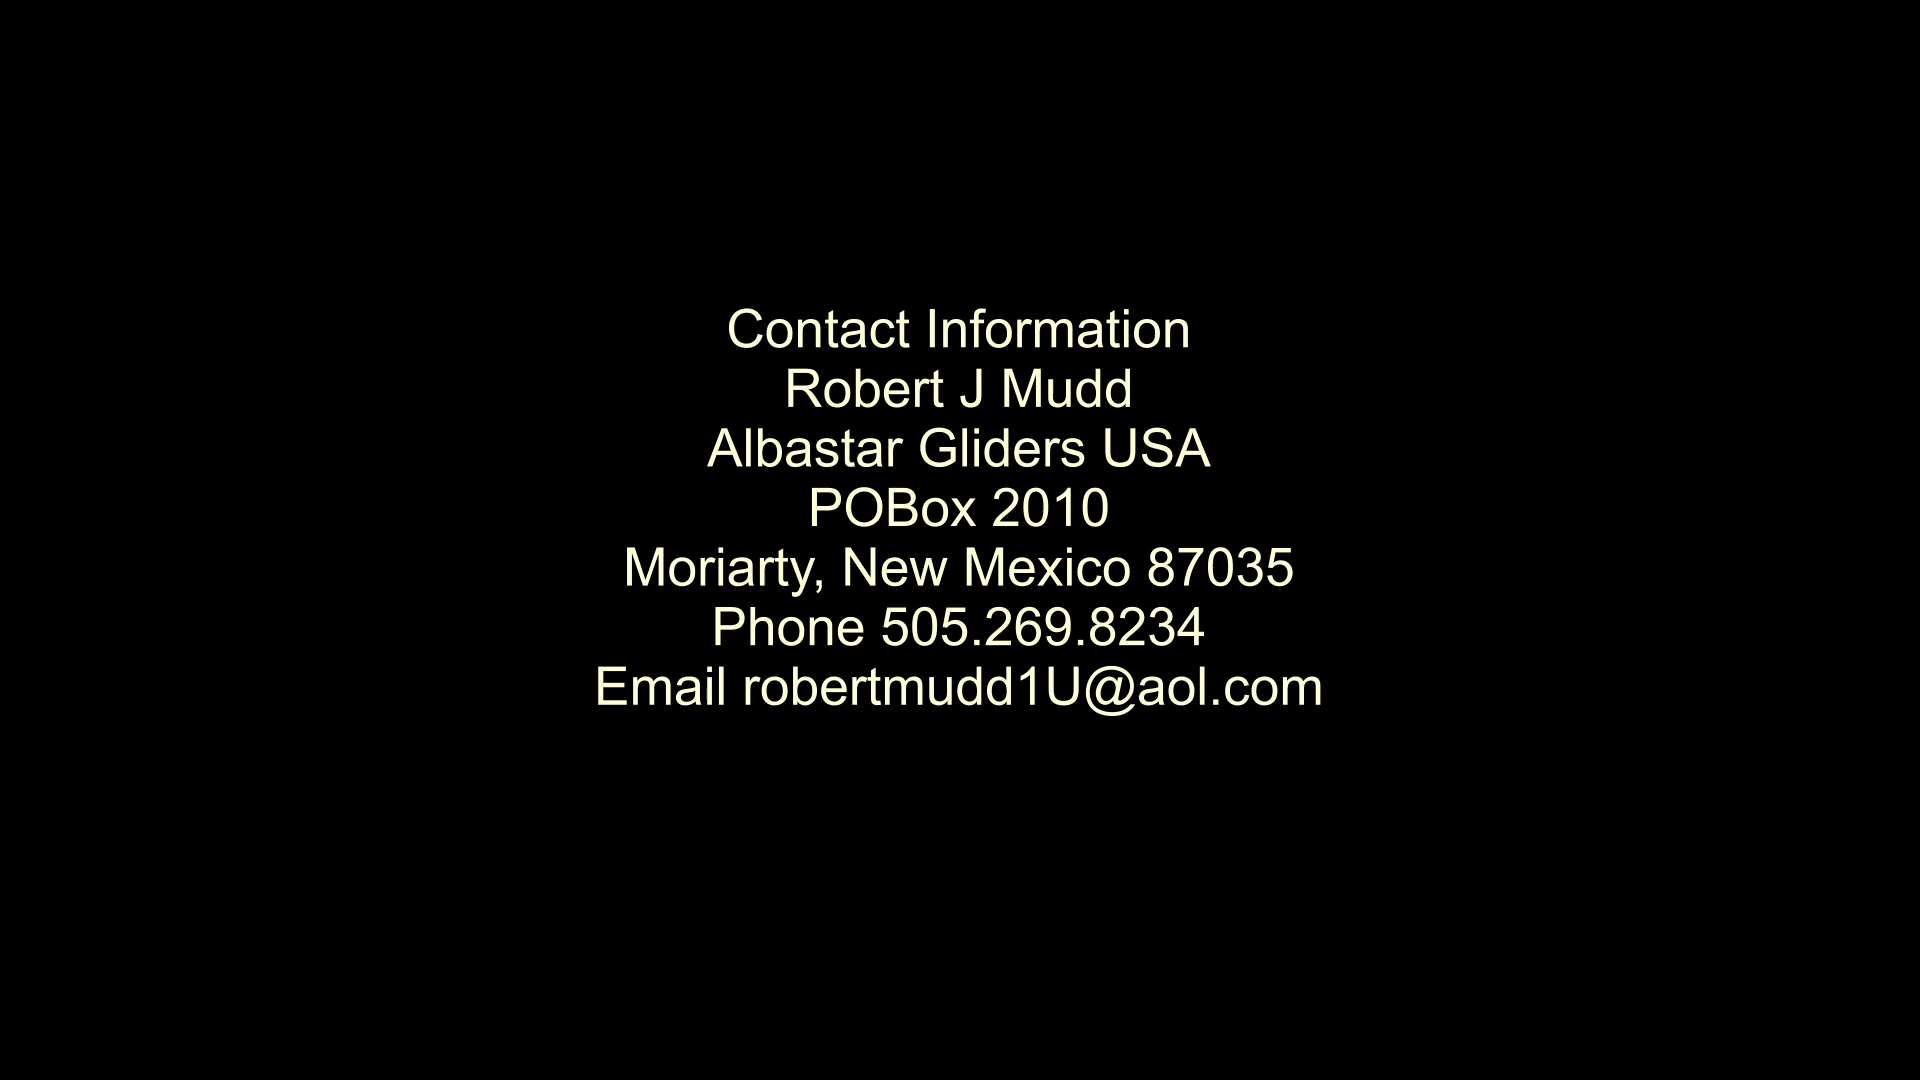 Contact Information
Robert J Mudd
Albastar Gliders USA
POBox 2010
Moriarty, New Mexico 87035
Phone 505.269.8234
Email robertmudd1U@aol.com